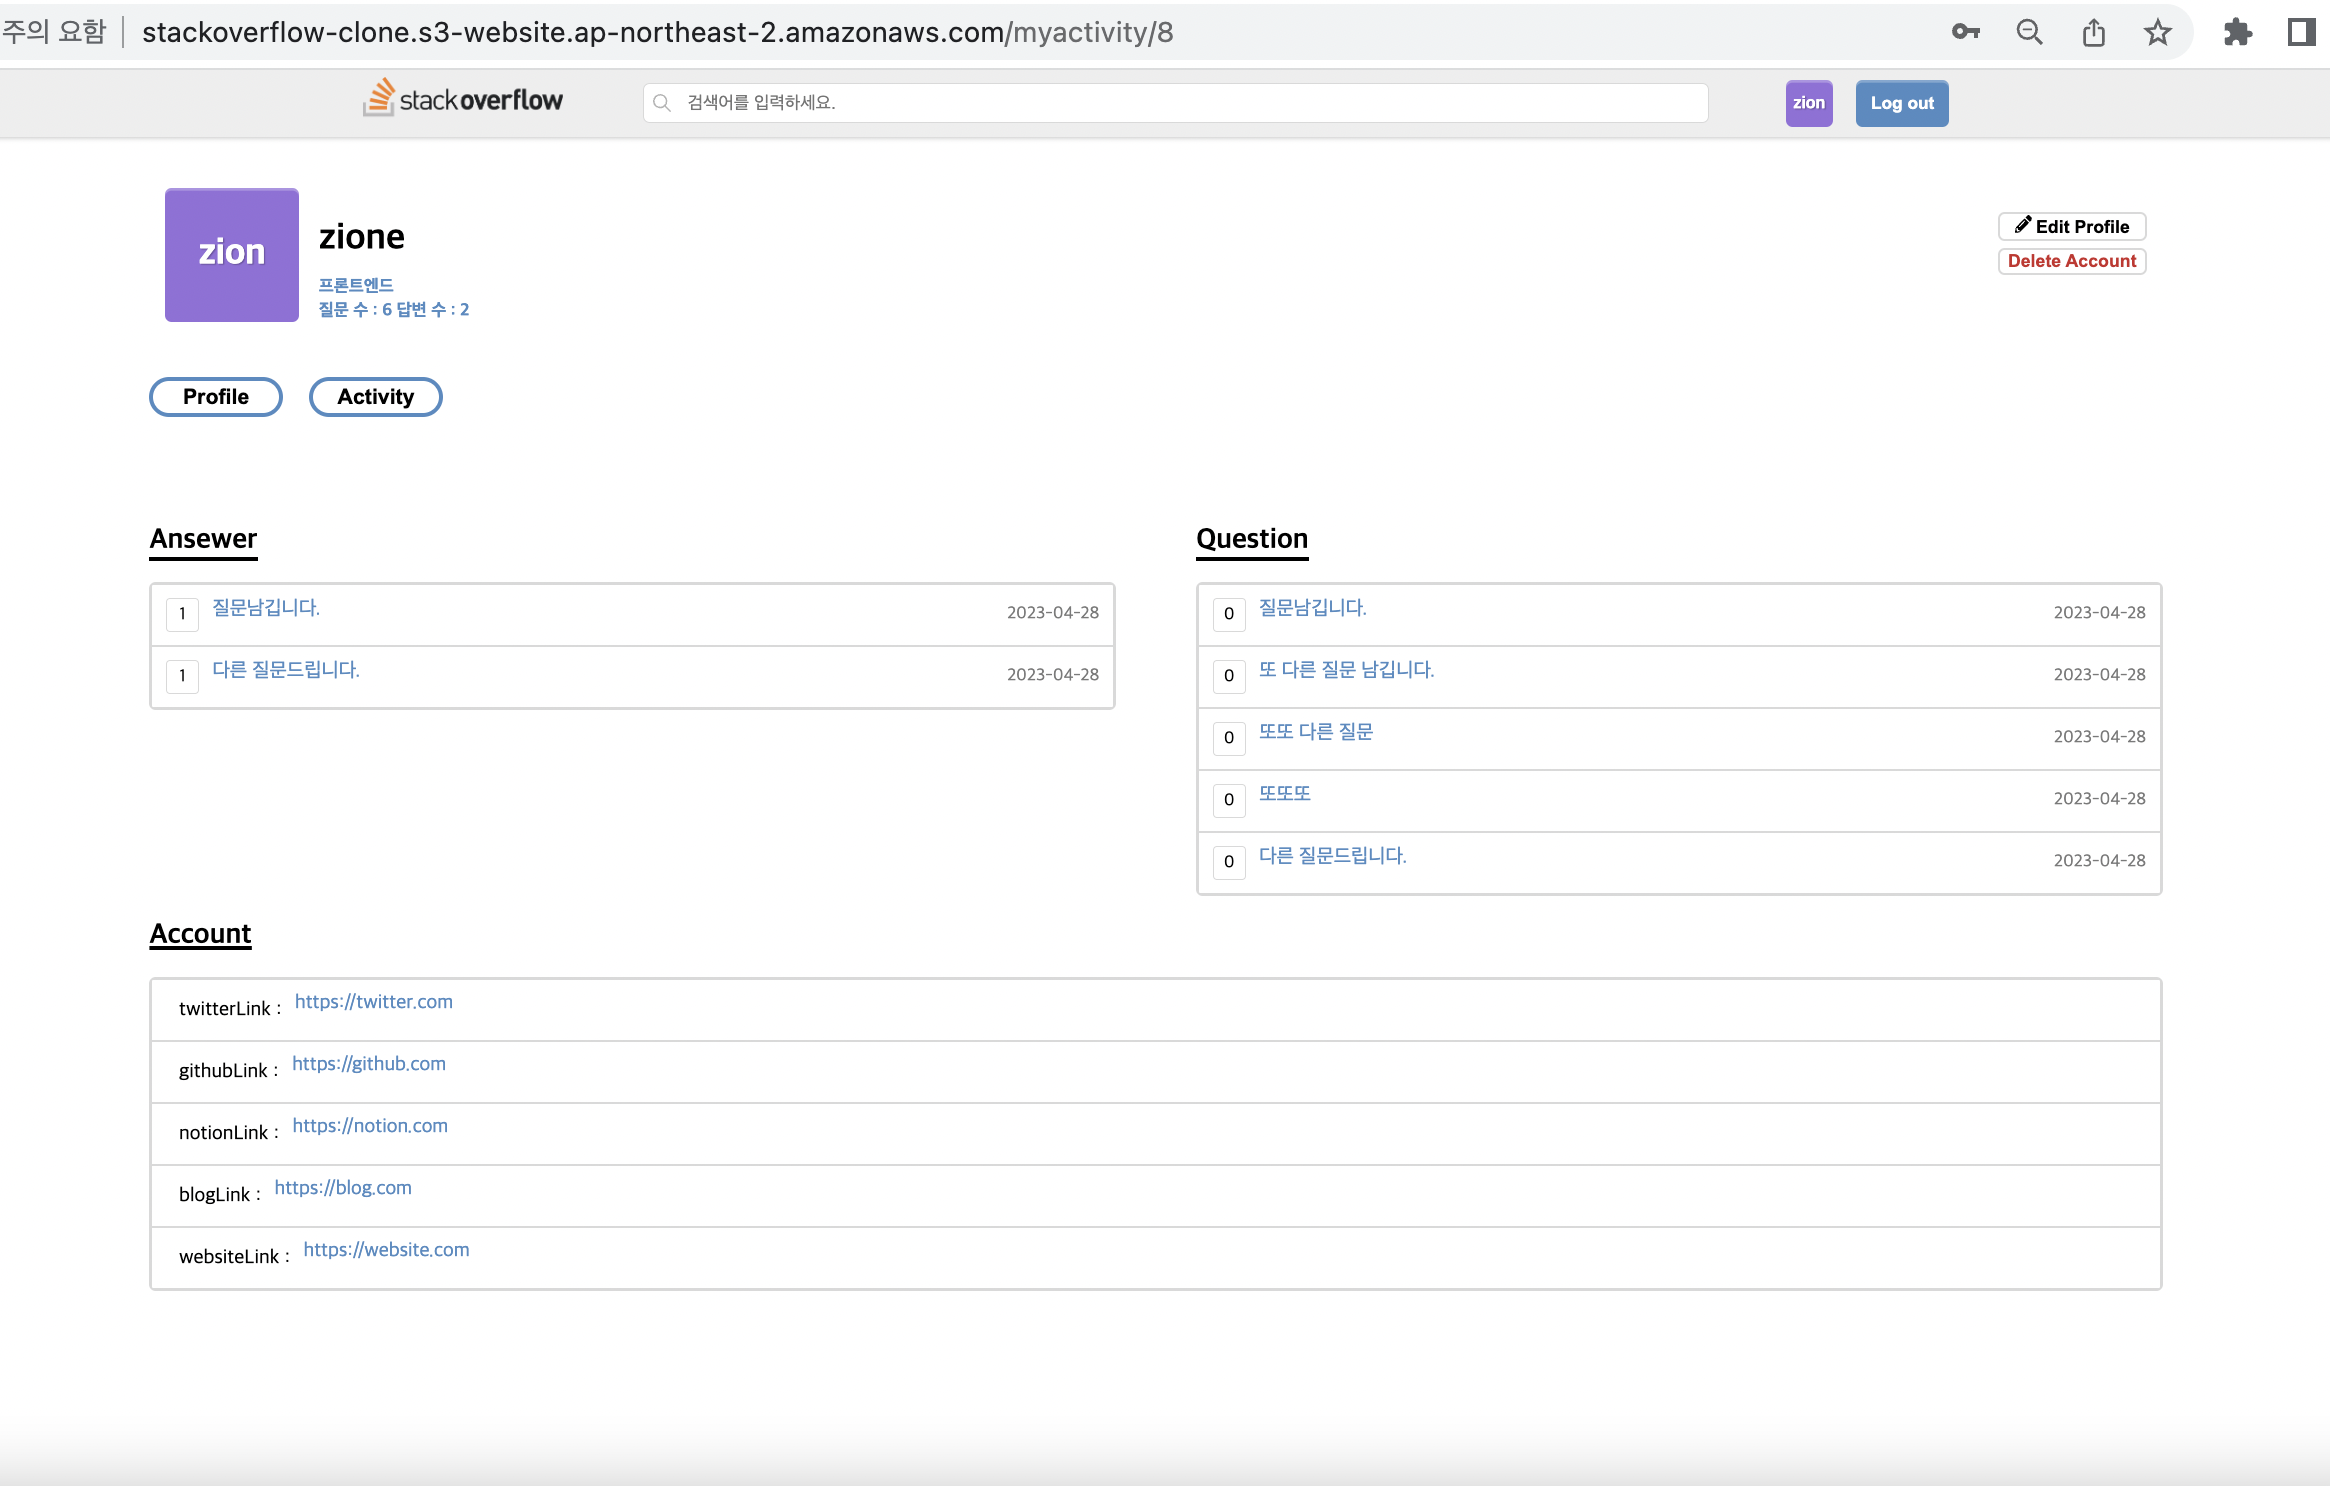 주의 요함 stackoverflow-clone.s3-website.ap-northeast-2.amazonaws.com/myactivity/8
stackoverflow 검색어를 입력하세요. zion Log out
zion
zione
프론트엔드
질문 수 : 6 답변 수 : 2
Edit Profile
Delete Account
Profile Activity
Ansewer
1 질문남깁니다. 2023-04-28
1 다른 질문드립니다. 2023-04-28
Question
0 질문남깁니다. 2023-04-28
0 또 다른 질문 남깁니다. 2023-04-28
0 또또 다른 질문 2023-04-28
0 또또또 2023-04-28
0 다른 질문드립니다. 2023-04-28
Account
twitterLink : https://twitter.com
githubLink : https://github.com
notionLink : https://notion.com
blogLink : https://blog.com
websiteLink : https://website.com